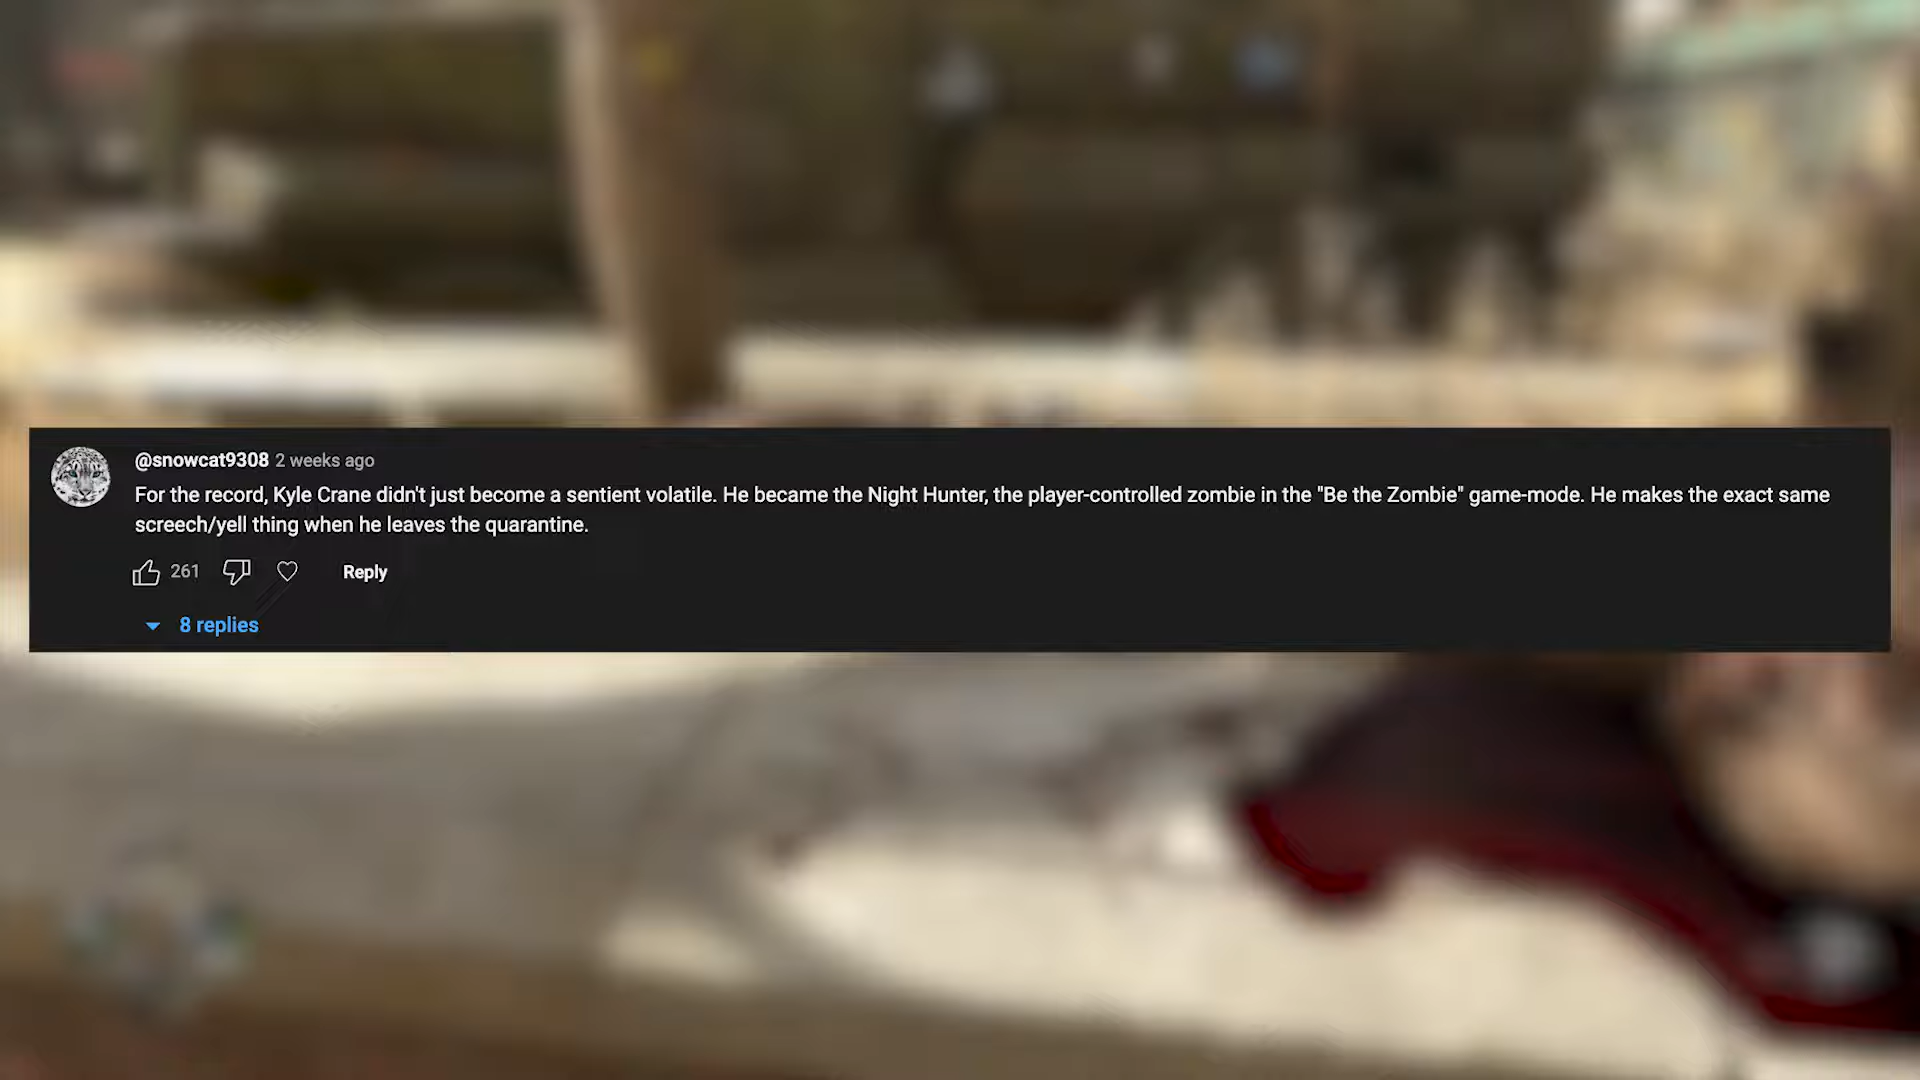 @snowcat9308 2 weeks ago
For the record, Kyle Crane didn't just become a sentient volatile. He became the Night Hunter, the player-controlled zombie in the "Be the Zombie" game-mode. He makes the exact same
screech/yell thing when he leaves the quarantine.
261 Reply
8 replies